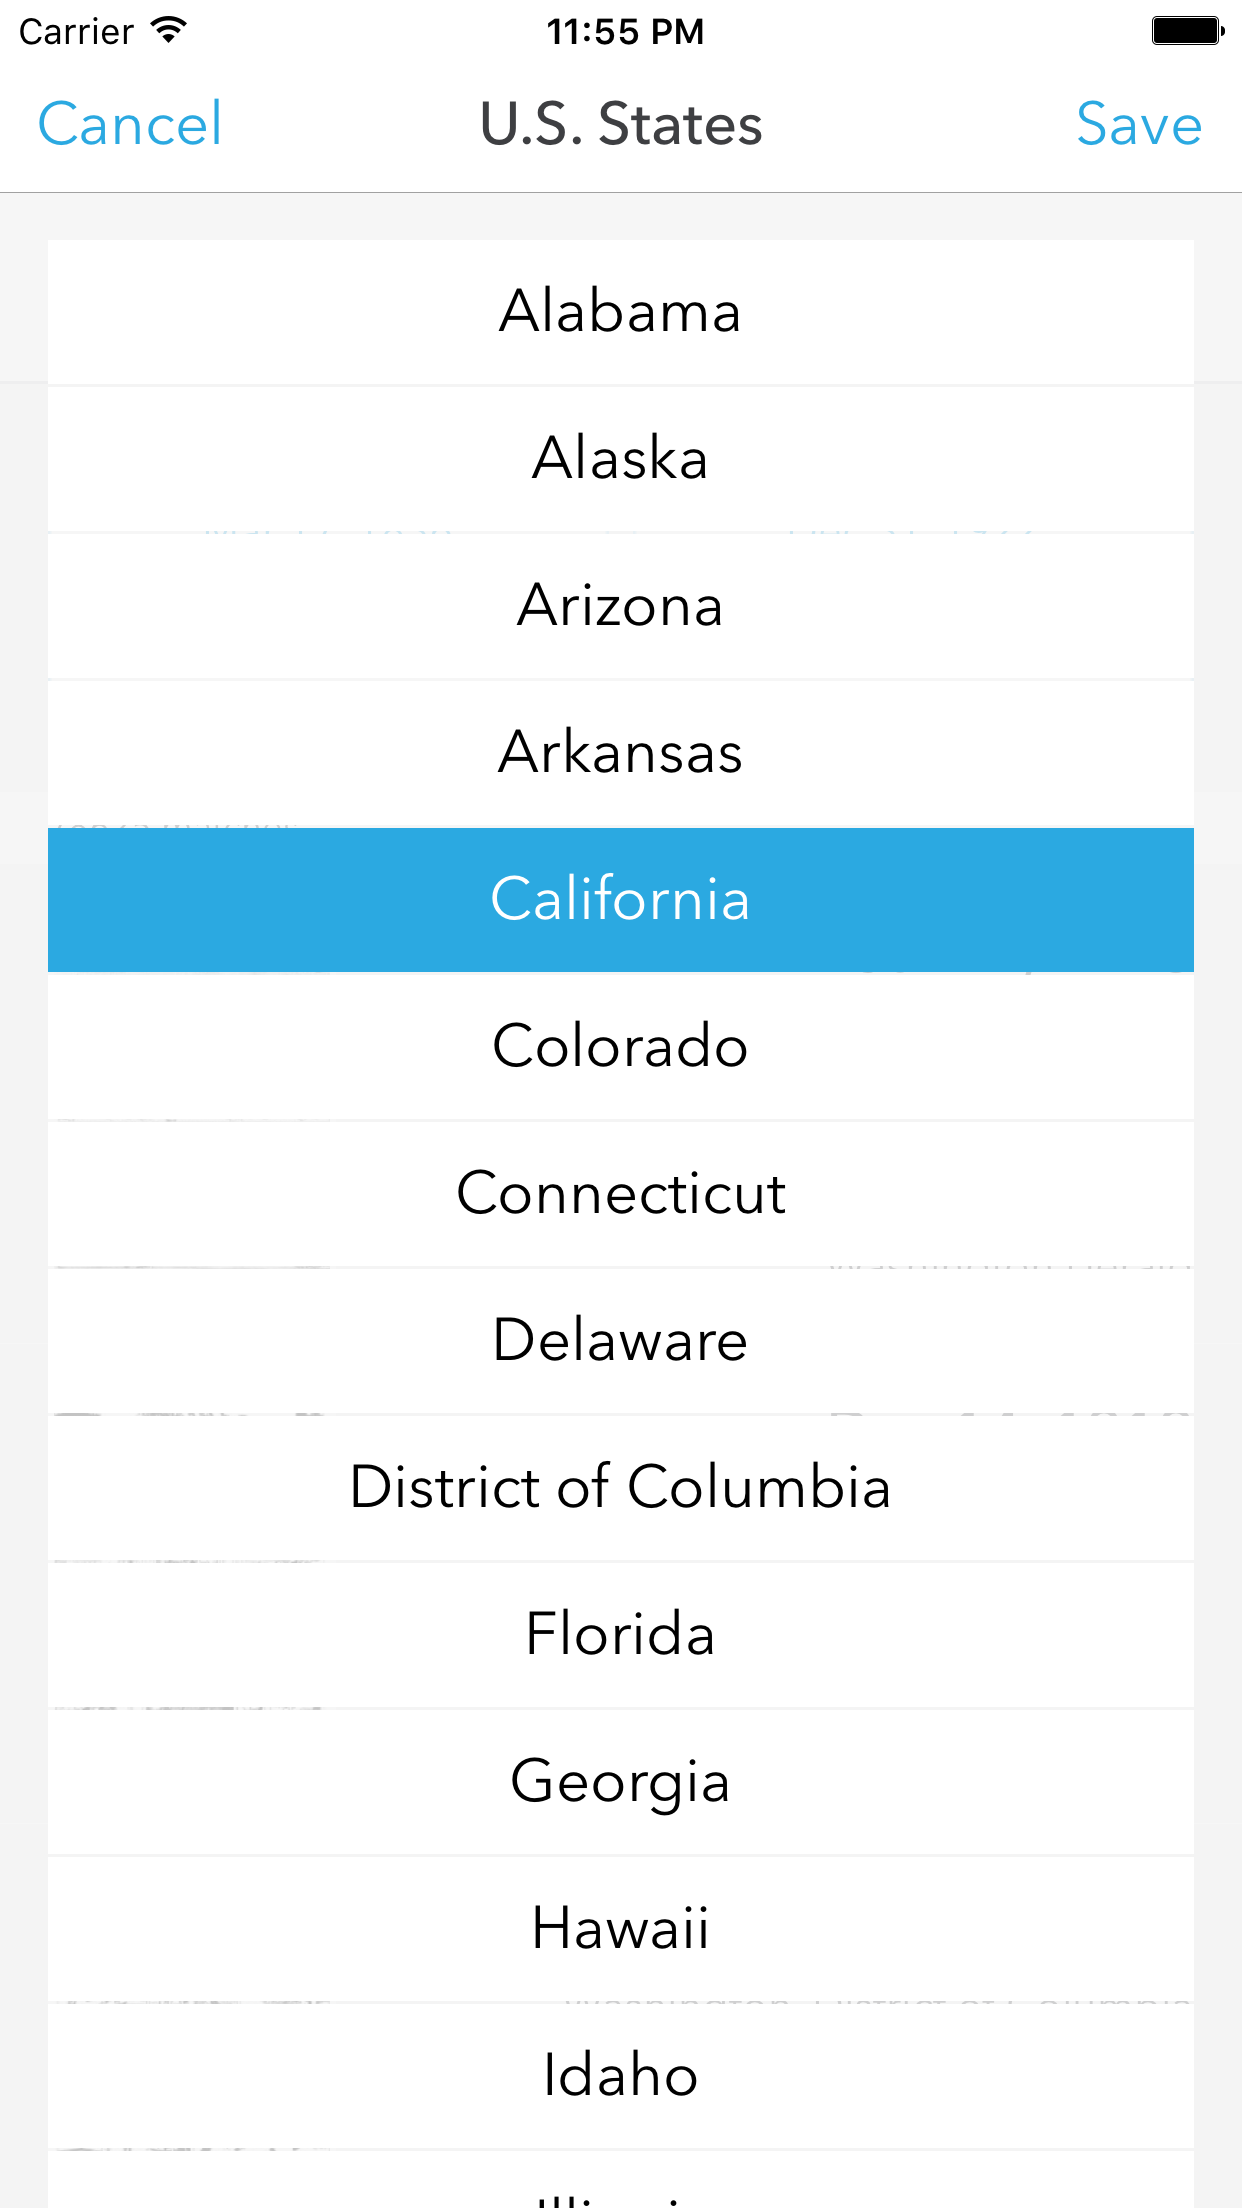 Carrier 11:55 PM
Cancel U.S. States Save
Alabama
Alaska
Arizona
Arkansas
California
Colorado
Connecticut
Delaware
District of Columbia
Florida
Georgia
Hawaii
Idaho